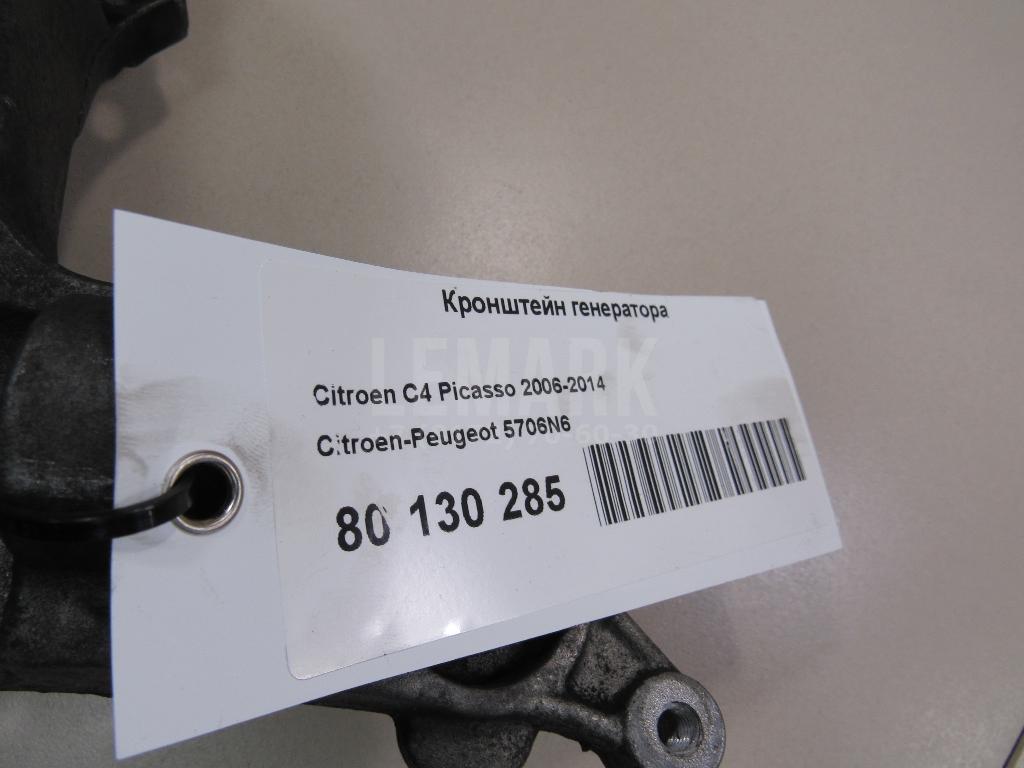 Кронштейн генератора
LEMARK
Citroen C4 Picasso 2006-2014
Citroen-Peugeot 5706N6
80 130 285